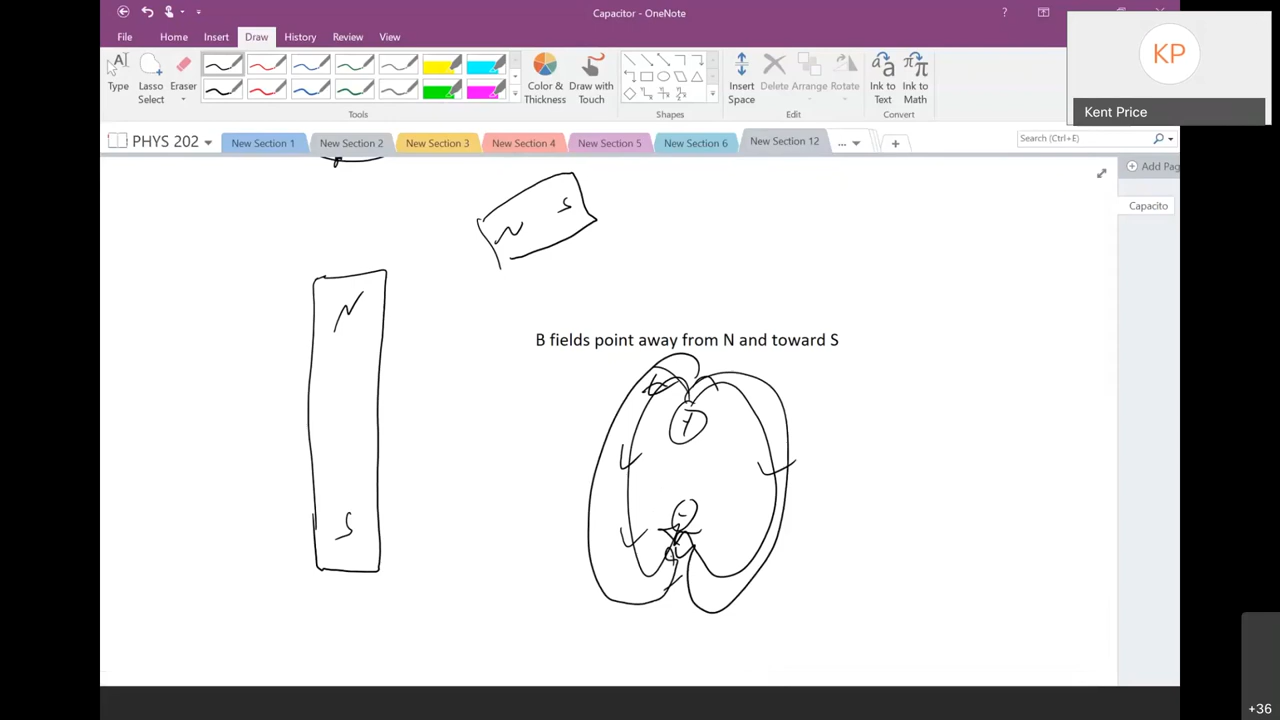 Capacitor - OneNote
?
KP
Kent Price
File Home Insert Draw History Review View
Type
Lasso Select
Eraser
Color & Thickness
Draw with Touch
Insert Space
Delete
Arrange
Rotate
Ink to Text
Ink to Math
Tools
Shapes
Edit
Convert
PHYS 202
New Section 1
New Section 2
New Section 3
New Section 4
New Section 5
New Section 6
New Section 12
...
Search (Ctrl+E)
Add Pag
Capacito
N S
N
B fields point away from N and toward S
+
-
S
+36